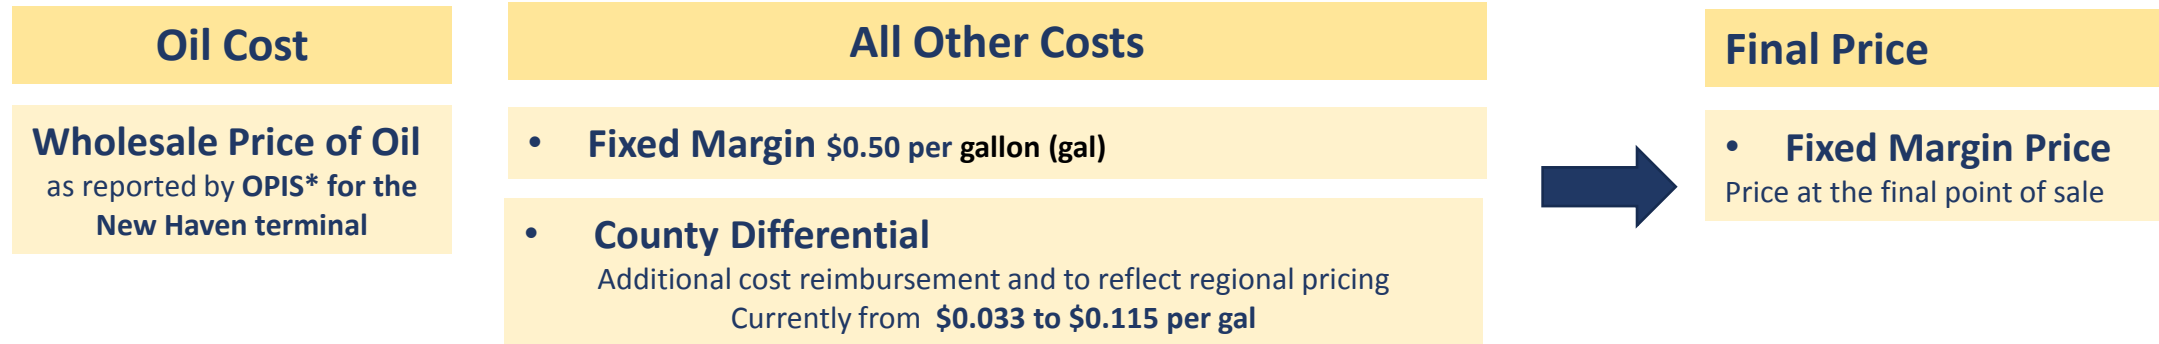 Oil Cost
Wholesale Price of Oil
as reported by OPIS* for the
New Haven terminal
All Other Costs
• Fixed Margin $0.50 per gallon (gal)
• County Differential
Additional cost reimbursement and to reflect regional pricing
Currently from $0.033 to $0.115 per gal
Final Price
• Fixed Margin Price
Price at the final point of sale